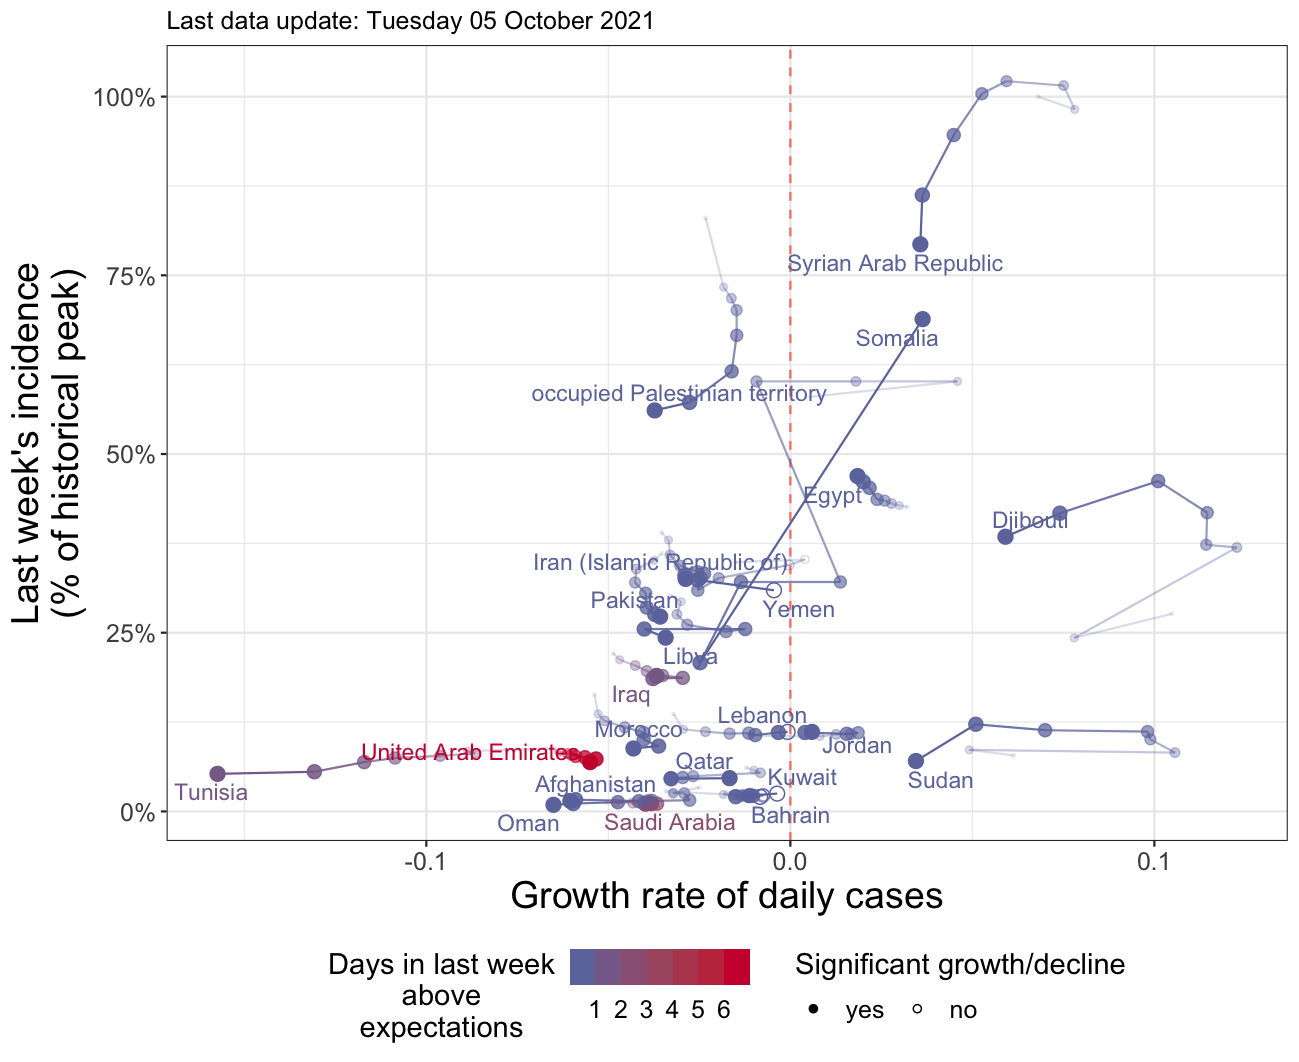 Last data update: Tuesday 05 October 2021
Last week's incidence
(% of historical peak)
100%
75%
50%
25%
0%
Syrian Arab Republic
Somalia
occupied Palestinian territory
Egypt
Djibouti
Iran (Islamic Republic of)
Pakistan
Yemen
Libya
Iraq
Lebanon
Morocco
Jordan
United Arab Emirates
Qatar
Kuwait
Sudan
Tunisia
Afghanistan
Oman
Saudi Arabia
Bahrain
-0.1
0.0
0.1
Growth rate of daily cases
Days in last week
above
expectations
1 2 3 4 5 6
Significant growth/decline
yes no